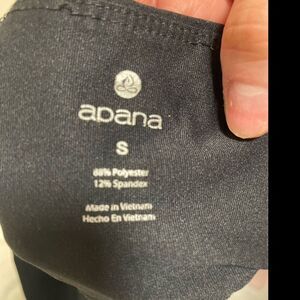 apana
S
88% Polyester
12% Spandex
Made in Vietnam
Hecho En Vietnam